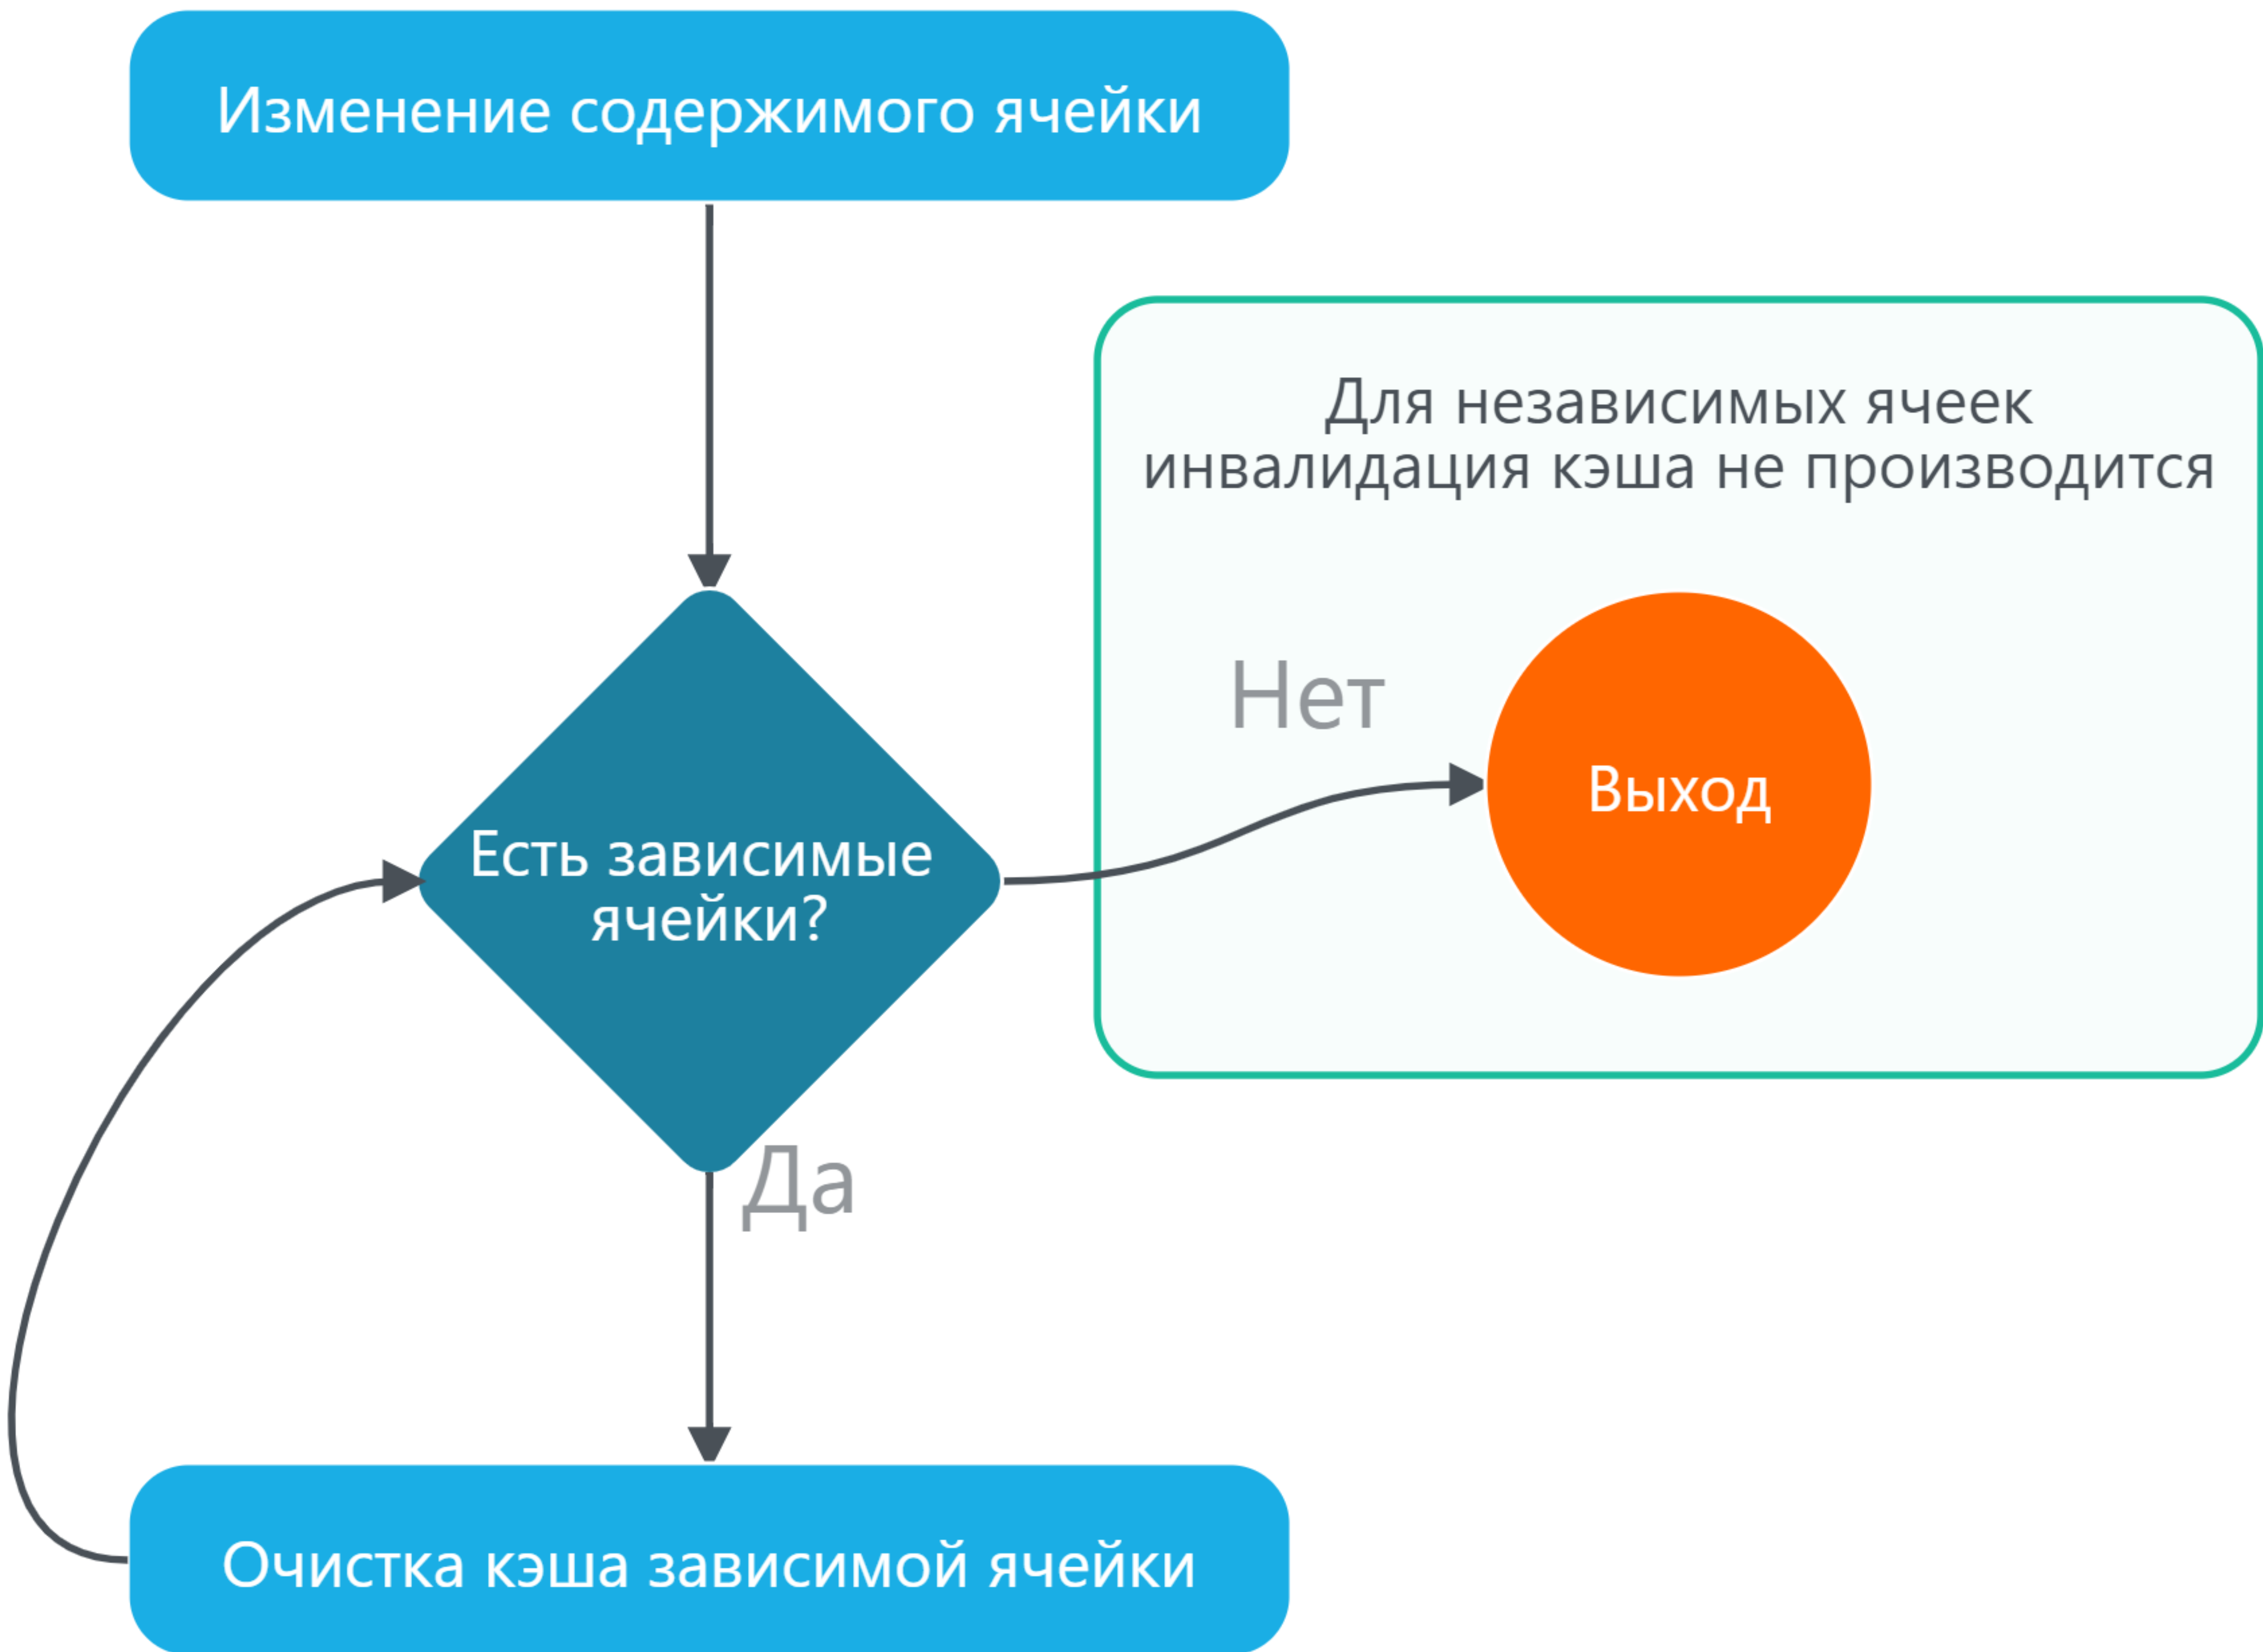 Изменение содержимого ячейки
Для независимых ячеек
инвалидация кэша не производится
Нет
Выход
Есть зависимые
ячейки?
Да
Очистка кэша зависимой ячейки